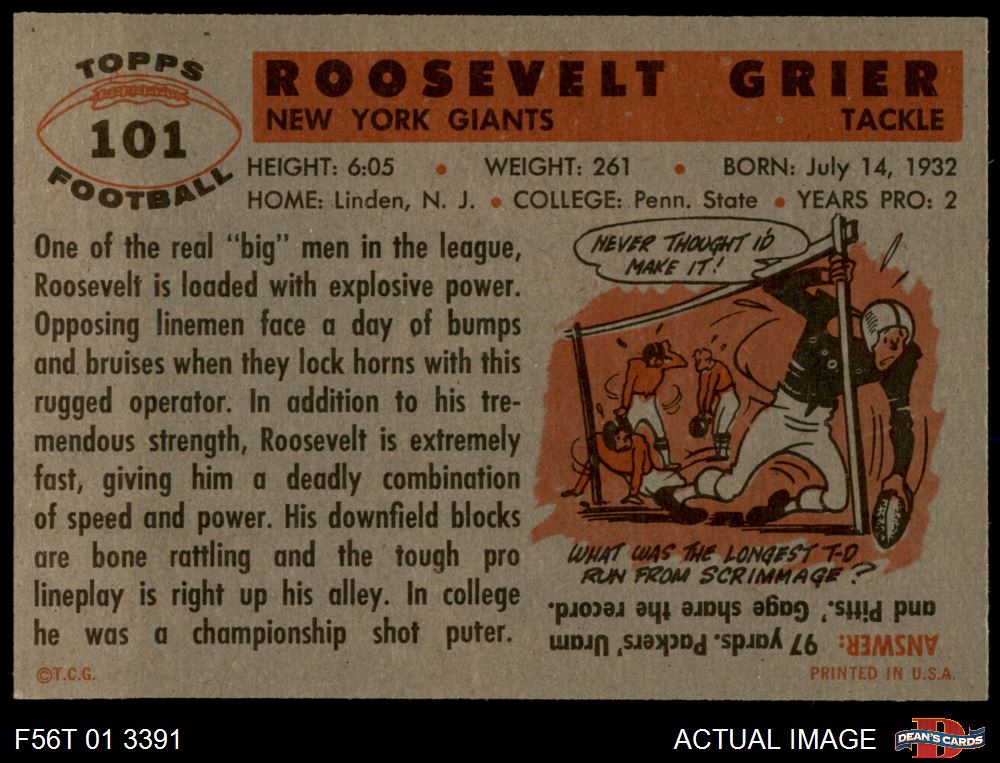 TOPPS
101
FOOTBALL
ROOSEVELT GRIER
NEW YORK GIANTS TACKLE
HEIGHT: 6:05 • WEIGHT: 261 • BORN: July 14, 1932
HOME: Linden, N. J. • COLLEGE: Penn. State • YEARS PRO: 2
One of the real "big" men in the league,
Roosevelt is loaded with explosive power.
Opposing linemen face a day of bumps
and bruises when they lock horns with this
rugged operator. In addition to his tre-
mendous strength, Roosevelt is extremely
fast, giving him a deadly combination
of speed and power. His downfield blocks
are bone rattling and the tough pro
lineplay is right up his alley. In college
he was a championship shot puter.
©T.C.G.
NEVER THOUGHT I'D
MAKE IT!
WHAT WAS THE LONGEST T-D
RUN FROM SCRIMMAGE?
ANSWER: 97 yards. Packers' Uram
and Pitts.' Gage share the record.
PRINTED IN U.S.A.
F56T 01 3391
ACTUAL IMAGE
D
DEAN'S CARDS